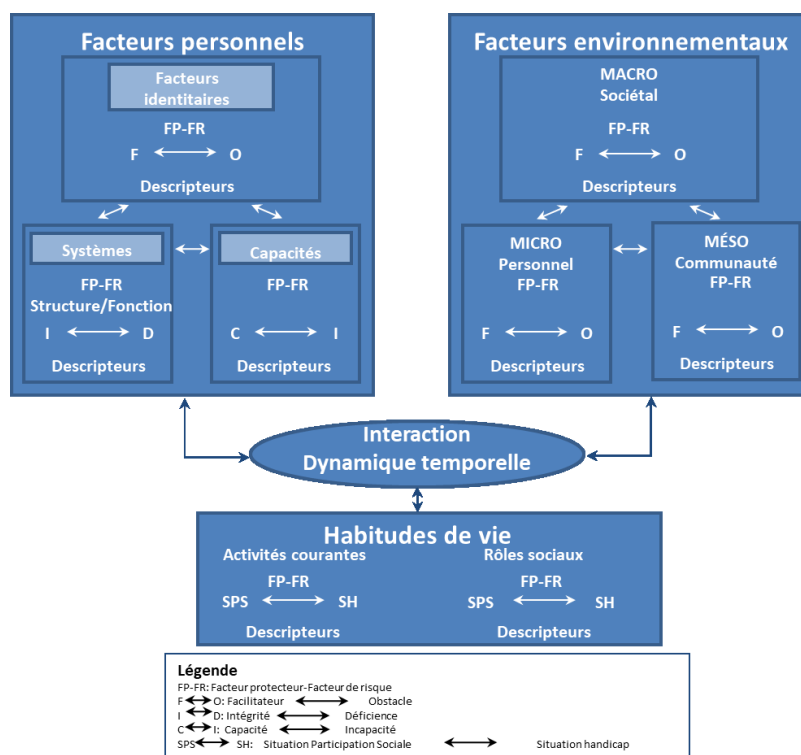 Facteurs personnels
Facteurs
identitaires
FP-FR
F O
Descripteurs
Systèmes
FP-FR
Structure/Fonction
I D
Descripteurs
Capacités
FP-FR
C I
Descripteurs
Facteurs environnementaux
MACRO
Sociétal
FP-FR
F O
Descripteurs
MICRO
Personnel
FP-FR
F O
Descripteurs
MÉSO
Communauté
FP-FR
F O
Descripteurs
Interaction
Dynamique temporelle
Habitudes de vie
Activités courantes
FP-FR
SPS SH
Descripteurs
Rôles sociaux
FP-FR
SPS SH
Descripteurs
Légende
FP-FR: Facteur protecteur-Facteur de risque
F O: Facilitateur Obstacle
I D: Intégrité Déficience
C I: Capacité Incapacité
SPS SH: Situation Participation Sociale Situation handicap